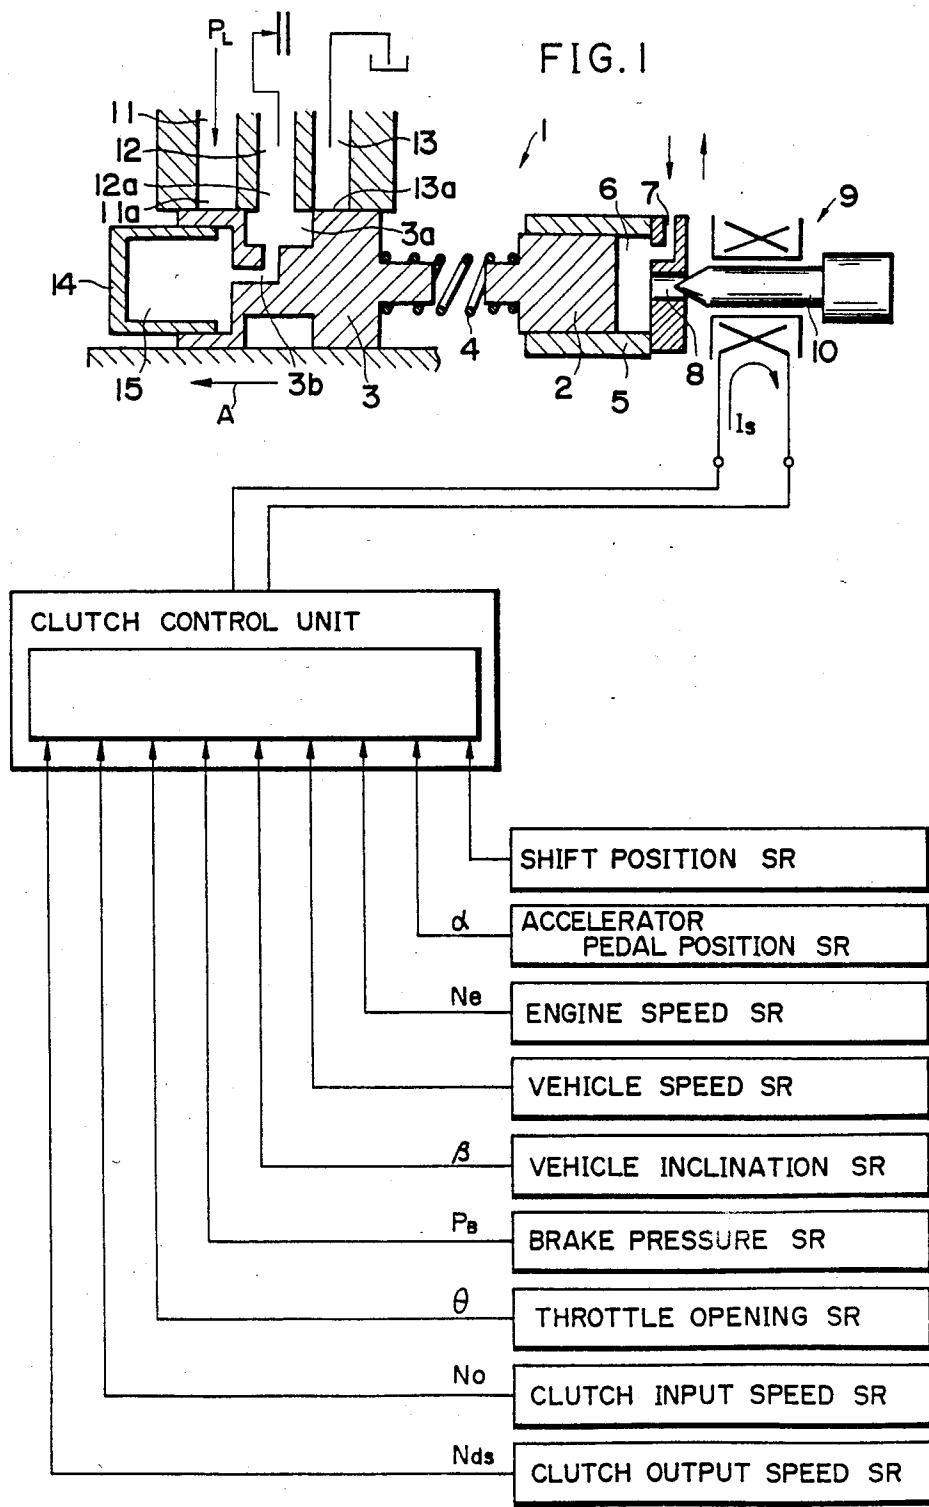 FIG. 1
PL
11
12
13
1
12a
11a
13a
3a
6
7
9
14
15
A
3b
3
4
2
5
8
10
Is
CLUTCH CONTROL UNIT
SHIFT POSITION SR
α
ACCELERATOR
PEDAL POSITION SR
Ne
ENGINE SPEED SR
VEHICLE SPEED SR
β
VEHICLE INCLINATION SR
PB
BRAKE PRESSURE SR
θ
THROTTLE OPENING SR
No
CLUTCH INPUT SPEED SR
Nds
CLUTCH OUTPUT SPEED SR